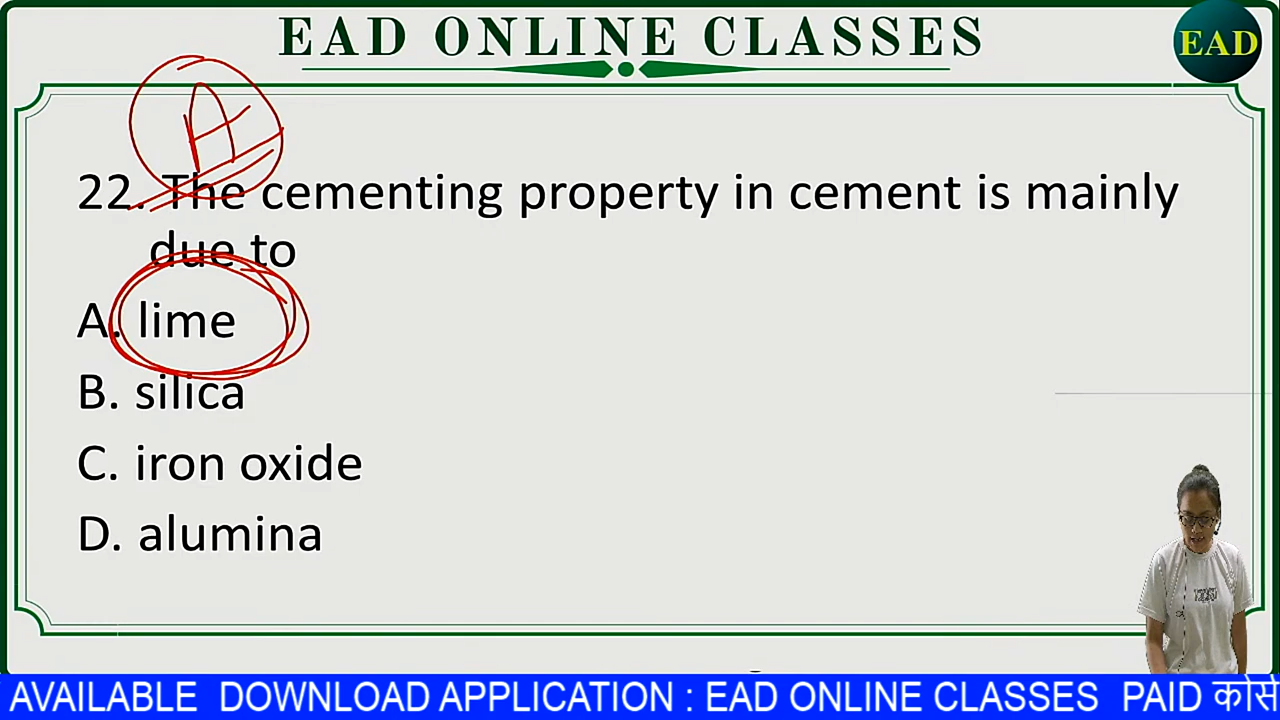 EAD ONLINE CLASSES
EAD
A
22. The cementing property in cement is mainly
due to
A. lime
B. silica
C. iron oxide
D. alumina
AVAILABLE DOWNLOAD APPLICATION : EAD ONLINE CLASSES PAID कोर्स